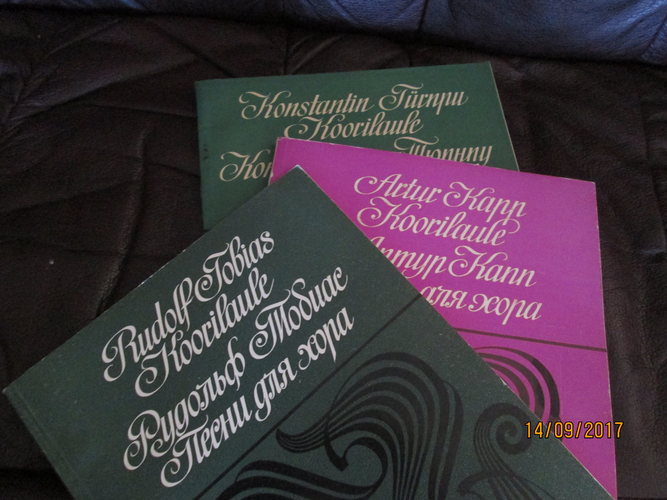 Konstantin Türnpu
Koorilaule
Тюрнпу
Artur Kapp
Koorilaule
Артур Капп
для хора
Rudolf Tobias
Koorilaule
Рудольф Тобиас
Песни для хора
14/09/2017